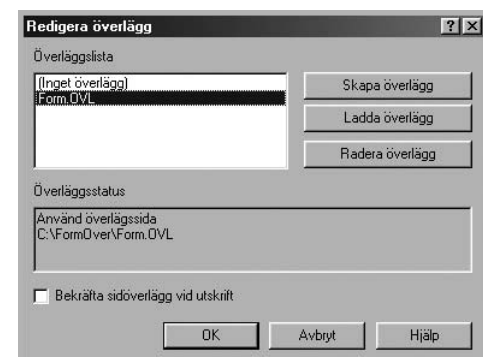 Redigera överlägg
Överläggslista
(Inget överlägg)
Form.OVL
Skapa överlägg
Ladda överlägg
Radera överlägg
Överläggsstatus
Använd överlägssida
C:\FormOver\Form.OVL
Bekräfta sidöverlägg vid utskrift
OK
Avbryt
Hjälp